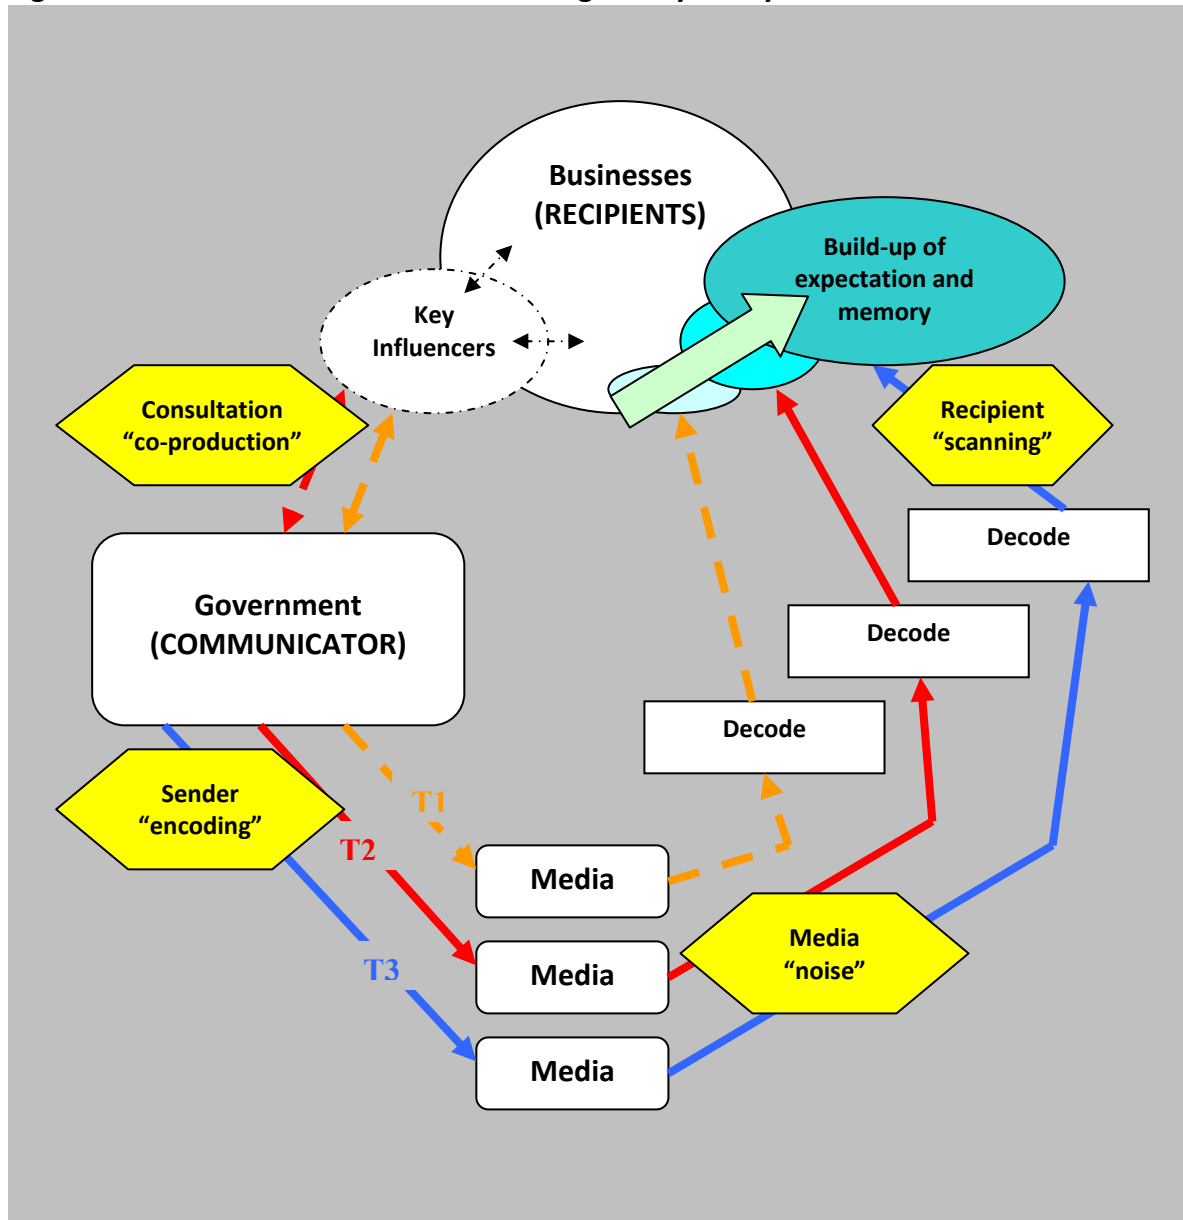 Businesses
(RECIPIENTS)
Build-up of
expectation and
memory
Key
Influencers
Consultation
“co-production”
Recipient
“scanning”
Decode
Government
(COMMUNICATOR)
Decode
Decode
Sender
“encoding”
T1
T2
Media
Media
“noise”
T3
Media
Media